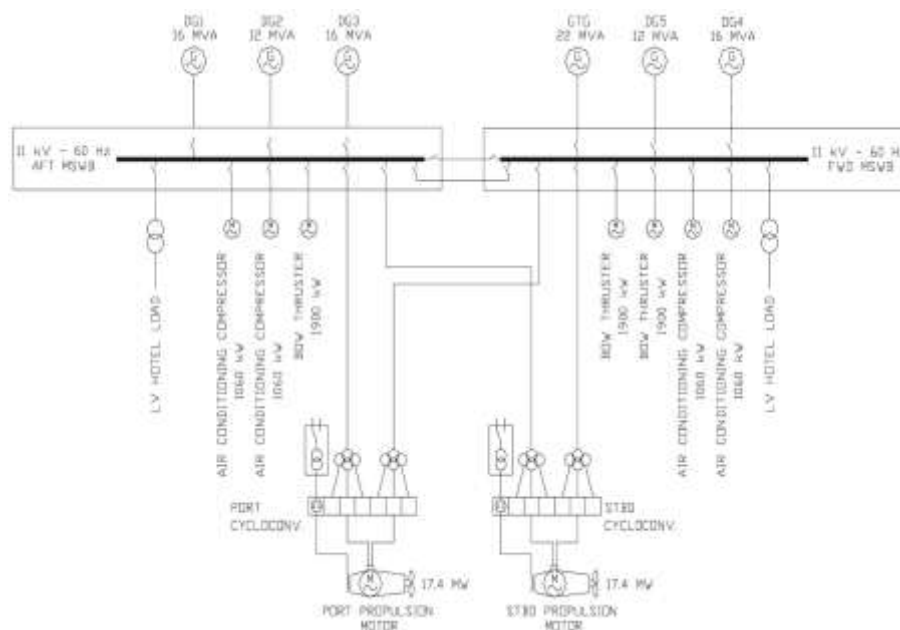 DG1
16 MVA
DG2
12 MVA
DG3
16 MVA
GTG
22 MVA
DG5
12 MVA
DG4
16 MVA
G
G
G
G
G
G
11 kV - 60 Hz
AFT MSWB
11 kV - 60 H
FWD MSWB
M
M
M
M
M
M
M
LV HOTEL LOAD
AIR CONDITIONING COMPRESSOR
1060 kW
AIR CONDITIONING COMPRESSOR
1060 kW
BOW THRUSTER
1900 kW
BOW THRUSTER
1900 kW
BOW THRUSTER
1900 kW
AIR CONDITIONING COMPRESSOR
1060 kW
AIR CONDITIONING COMPRESSOR
1060 kW
LV HOTEL LOAD
PORT
CYCLOCONV.
STBD
CYCLOCONV.
M
17.4 MW
M
17.4 MW
PORT PROPULSION
MOTOR
STBD PROPULSION
MOTOR